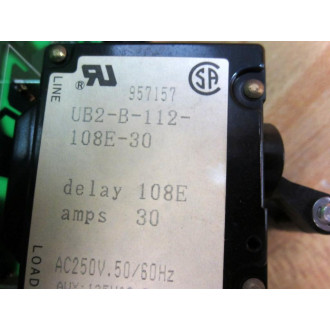 LINE
957157
UB2-B-112-
108E-30
delay 108E
amps 30
AC250V.50/60Hz
LOAD